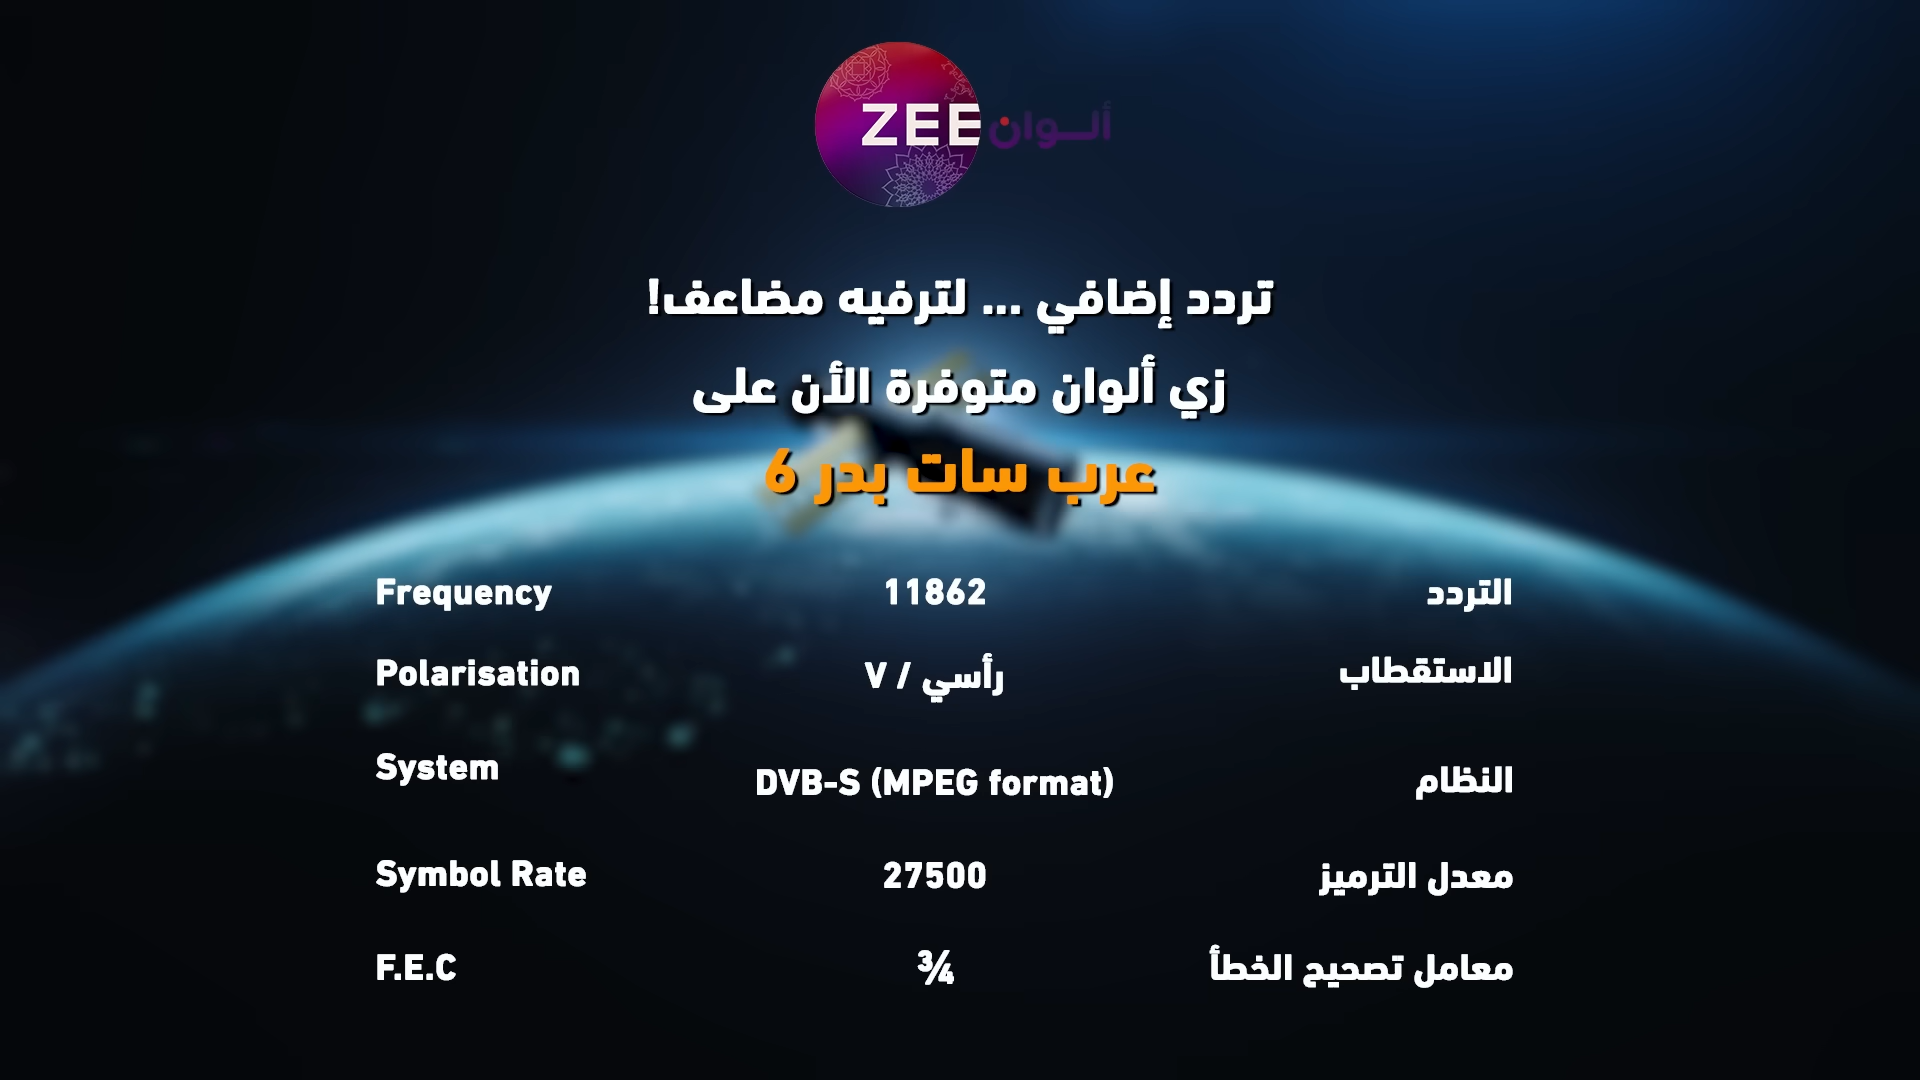 ZEE ألـوان
تردد إضافي ... لترفيه مضاعف!
زي ألوان متوفرة الأن على
عرب سات بدر 6
Frequency 11862 التردد
Polarisation رأسي / V الاستقطاب
System DVB-S (MPEG format) النظام
Symbol Rate 27500 معدل الترميز
F.E.C ¾ معامل تصحيح الخطأ